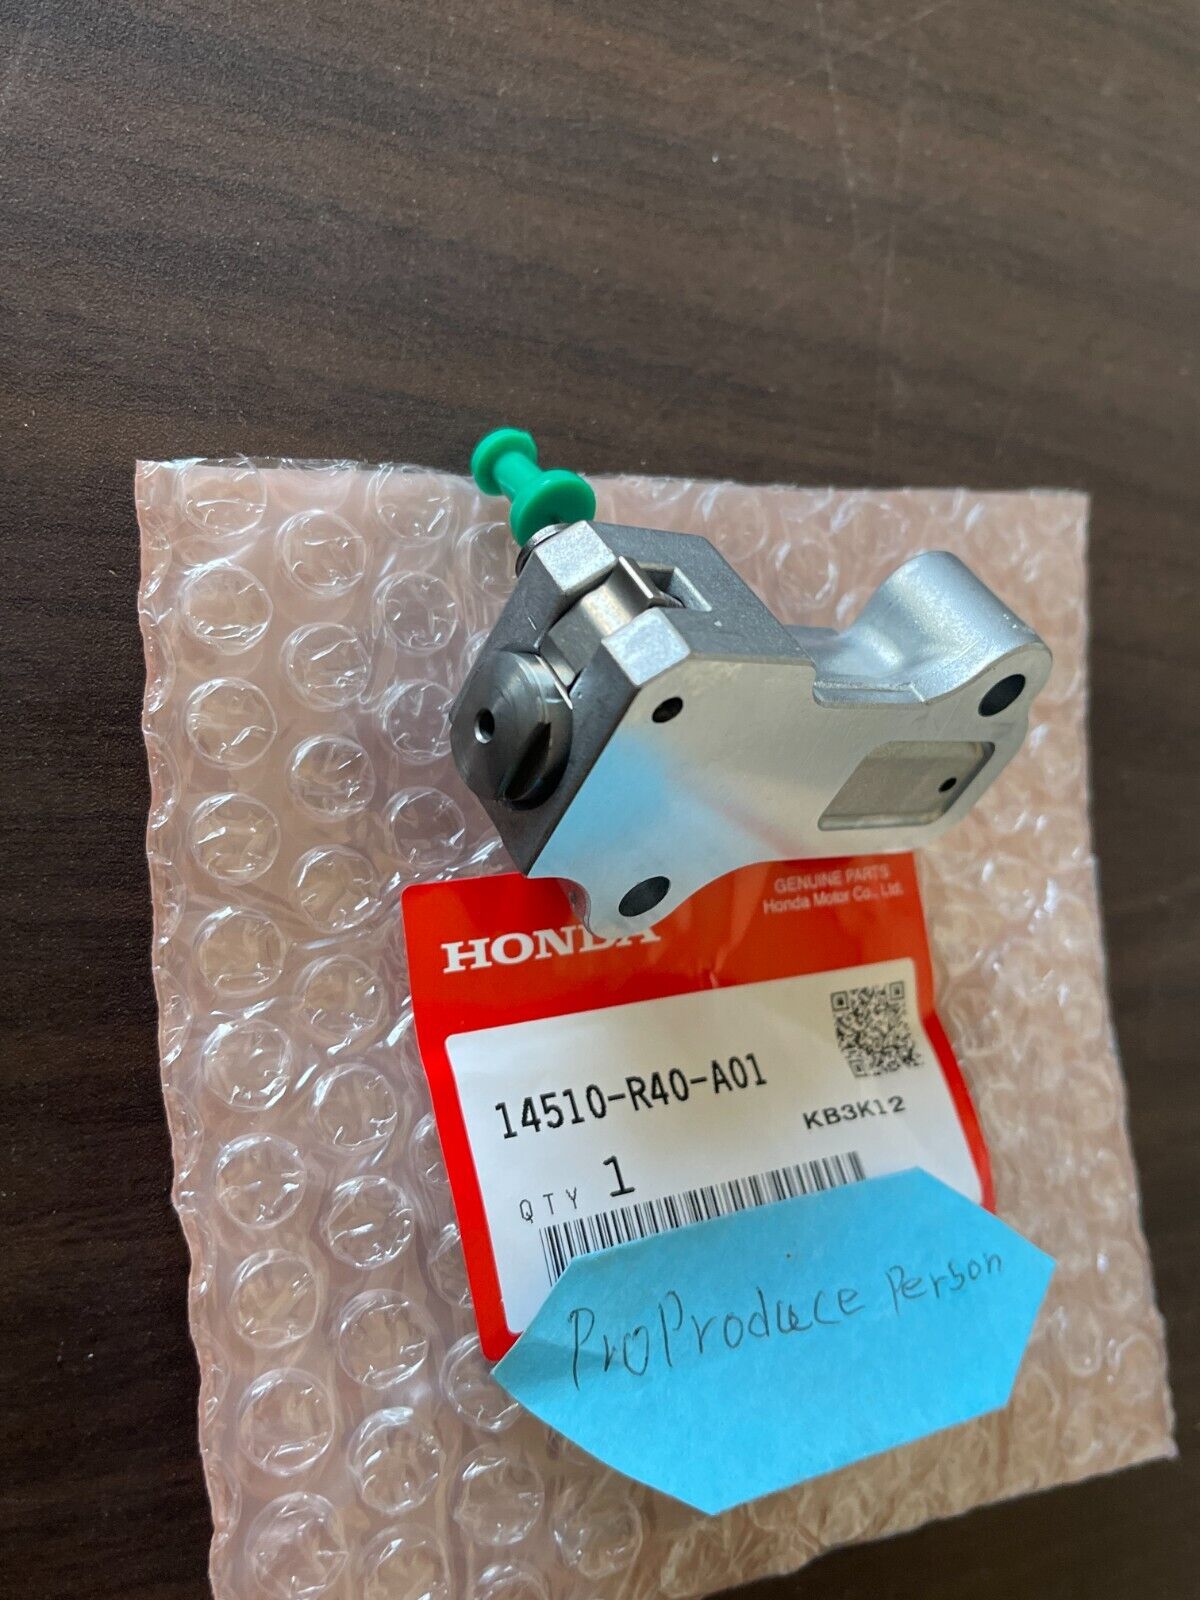 GENUINE PARTS
Honda Motor Co., Ltd.
HONDA
14510-R40-A01
KB3K12
QTY 1
ProProduce Person